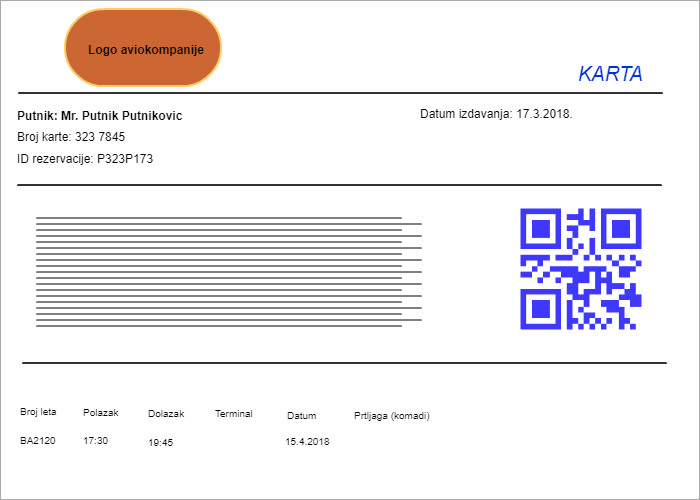 Logo aviokompanije
KARTA
Putnik: Mr. Putnik Putnikovic
Datum izdavanja: 17.3.2018.
Broj karte: 323 7845
ID rezervacije: P323P173
Broj leta Polazak Dolazak Terminal Datum Prtljaga (komadi)
BA2120 17:30 19:45 15.4.2018